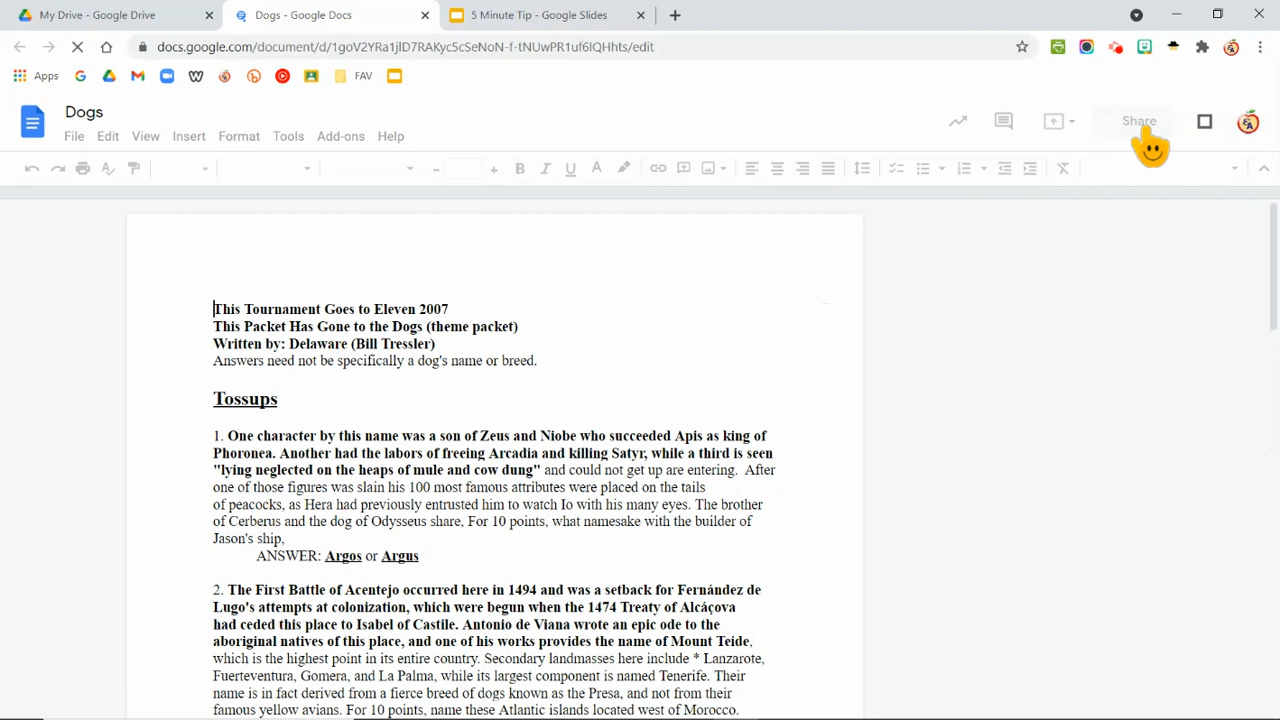 My Drive - Google Drive
Dogs - Google Docs
5 Minute Tip - Google Slides
docs.google.com/document/d/1goV2YRa1jlD7RAKyc5cSeNoN-f-tNUwPR1uf6IQHhts/edit
Apps
FAV
Dogs
Share
File Edit View Insert Format Tools Add-ons Help
This Tournament Goes to Eleven 2007
This Packet Has Gone to the Dogs (theme packet)
Written by: Delaware (Bill Tressler)
Answers need not be specifically a dog's name or breed.
Tossups
1. One character by this name was a son of Zeus and Niobe who succeeded Apis as king of
Phoronea. Another had the labors of freeing Arcadia and killing Satyr, while a third is seen
"lying neglected on the heaps of mule and cow dung" and could not get up are entering. After
one of those figures was slain his 100 most famous attributes were placed on the tails
of peacocks, as Hera had previously entrusted him to watch Io with his many eyes. The brother
of Cerberus and the dog of Odysseus share, For 10 points, what namesake with the builder of
Jason's ship,
ANSWER: Argos or Argus
2. The First Battle of Acentejo occurred here in 1494 and was a setback for Fernández de
Lugo's attempts at colonization, which were begun when the 1474 Treaty of Alcáçova
had ceded this place to Isabel of Castile. Antonio de Viana wrote an epic ode to the
aboriginal natives of this place, and one of his works provides the name of Mount Teide,
which is the highest point in its entire country. Secondary landmasses here include * Lanzarote,
Fuerteventura, Gomera, and La Palma, while its largest component is named Tenerife. Their
name is in fact derived from a fierce breed of dogs known as the Presa, and not from their
famous yellow avians. For 10 points, name these Atlantic islands located west of Morocco.